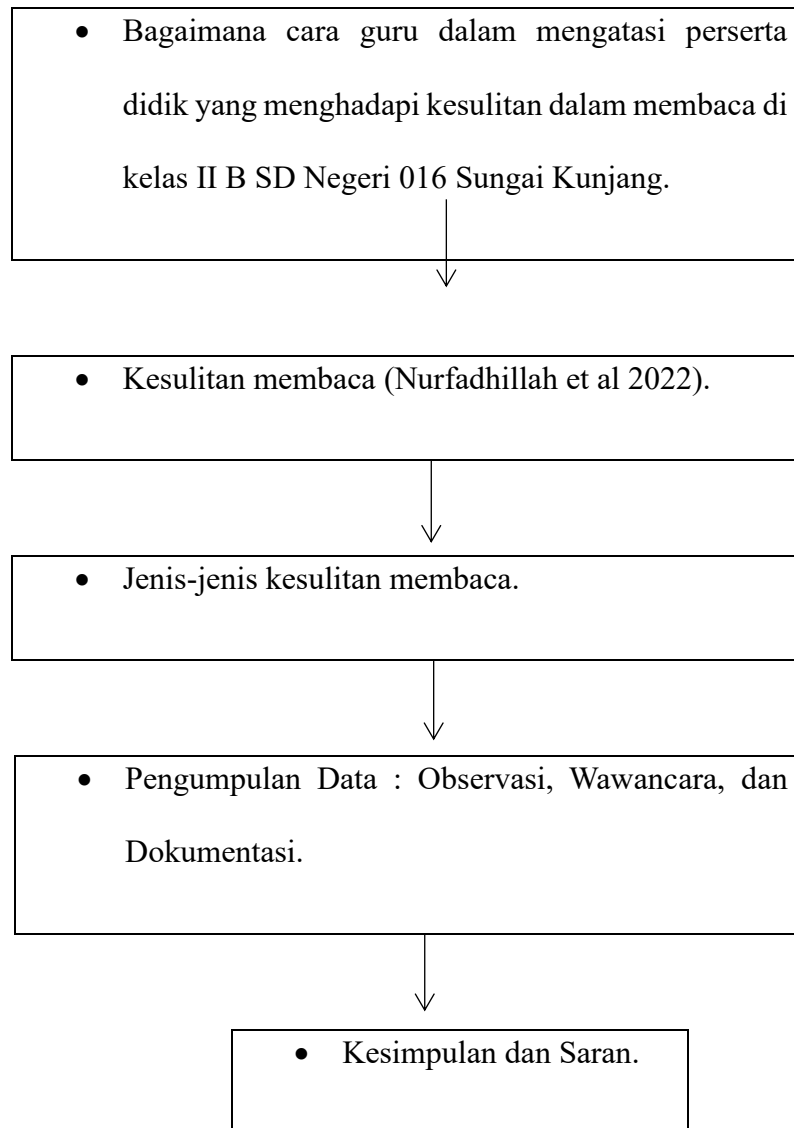 • Bagaimana cara guru dalam mengatasi perserta
didik yang menghadapi kesulitan dalam membaca di
kelas II B SD Negeri 016 Sungai Kunjang.
• Kesulitan membaca (Nurfadhillah et al 2022).
• Jenis-jenis kesulitan membaca.
• Pengumpulan Data : Observasi, Wawancara, dan
Dokumentasi.
• Kesimpulan dan Saran.